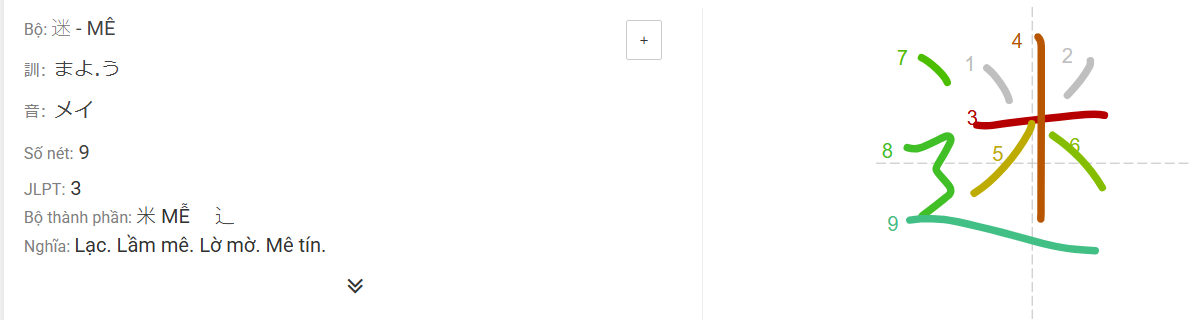 Bộ: 迷 - MÊ
+
訓: まよ.う
音: メイ
Số nét: 9
JLPT: 3
Bộ thành phần: 米 MỄ 辶
Nghĩa: Lạc. Lầm mê. Lờ mờ. Mê tín.
迷
1
2
3
4
5
6
7
8
9